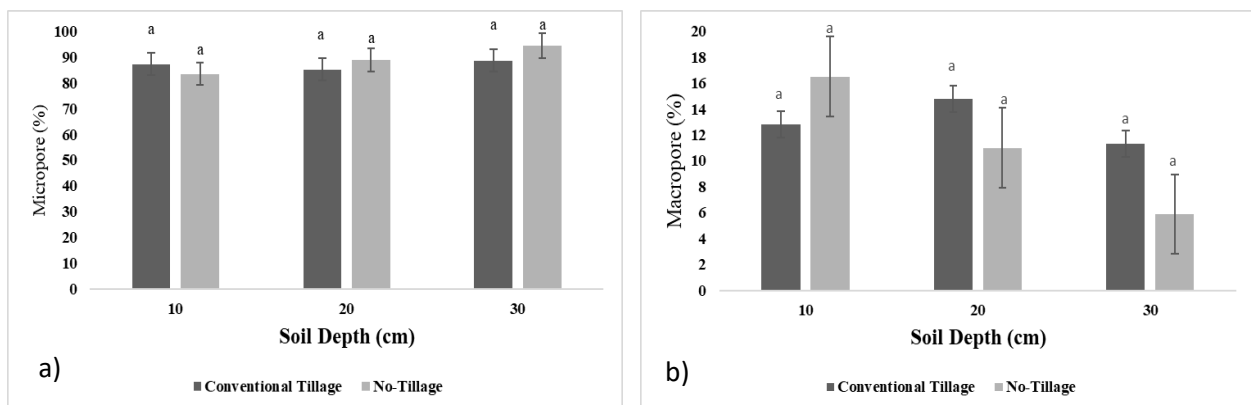 100
90
80
70
60
50
40
30
20
10
0
Micropore (%)
a a a a a a
10 20 30
Soil Depth (cm)
a)
Conventional Tillage No-Tillage
20
18
16
14
12
10
8
6
4
2
0
Macropore (%)
a a a a a a
10 20 30
Soil Depth (cm)
b)
Conventional Tillage No-Tillage